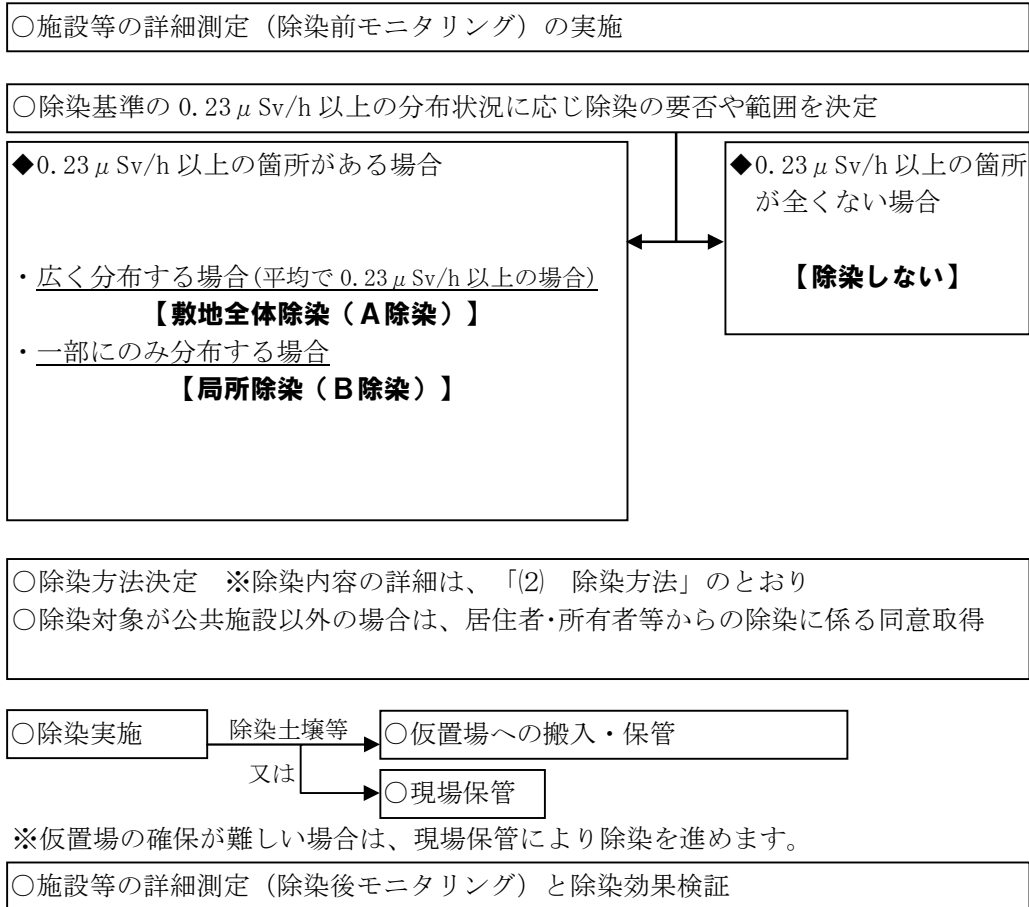 ○施設等の詳細測定（除染前モニタリング）の実施
○除染基準の 0.23μSv/h 以上の分布状況に応じ除染の要否や範囲を決定
◆0.23μSv/h 以上の箇所がある場合
・広く分布する場合(平均で 0.23μSv/h 以上の場合)
【敷地全体除染（Ａ除染）】
・一部にのみ分布する場合
【局所除染（Ｂ除染）】
◆0.23μSv/h 以上の箇所
が全くない場合
【除染しない】
○除染方法決定　※除染内容の詳細は、「⑵　除染方法」のとおり
○除染対象が公共施設以外の場合は、居住者･所有者等からの除染に係る同意取得
○除染実施
除染土壌等
又は
○仮置場への搬入・保管
○現場保管
※仮置場の確保が難しい場合は、現場保管により除染を進めます。
○施設等の詳細測定（除染後モニタリング）と除染効果検証